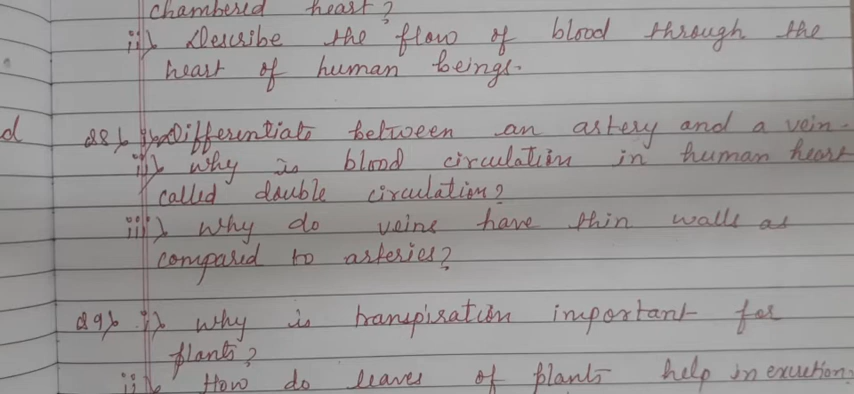 chambered heart?
ii) Describe the flow of blood through the
heart of human beings.
d
28) i) Differentiate between an artery and a vein.
ii) Why is blood circulation in human heart
called double circulation?
iii) Why do veins have thin walls as
compared to arteries?
29) i) Why is transpiration important for
plants?
ii) How do leaves of plants help in excretion.